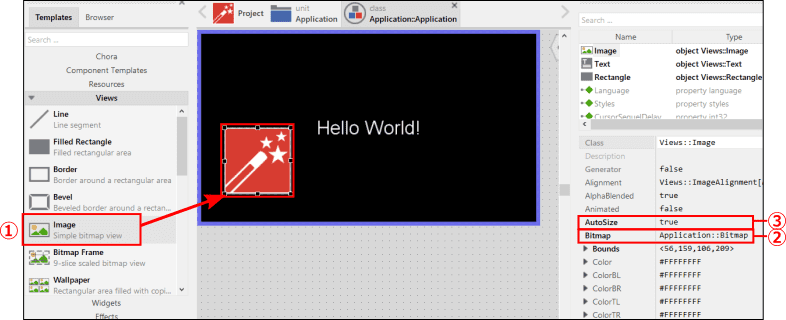 Templates
Browser
Search ...
Chora
Component Templates
Resources
Views
Line
Line segment
Filled Rectangle
Filled rectangular area
Border
Border around a rectangular area
Bevel
Beveled border around a rectan...
① Image
Simple bitmap view
Bitmap Frame
9-slice scaled bitmap view
Wallpaper
Rectangular area filled with copi...
Widgets
Effects
Project
unit
Application
class
Application::Application
Hello World!
Search ...
Name Type
Image object Views::Image
Text object Views::Text
Rectangle object Views::Rectangle
Language property language
Styles property styles
CursorSequelDelay property int32
Class Views::Image
Description
Generator false
Alignment Views::ImageAlignment[A
AlphaBlended true
Animated false
AutoSize true ③
Bitmap Application::Bitmap ②
Bounds <56,159,106,209>
Color #FFFFFFFF
ColorBL #FFFFFFFF
ColorBR #FFFFFFFF
ColorTL #FFFFFFFF
ColorTR #FFFFFFFF